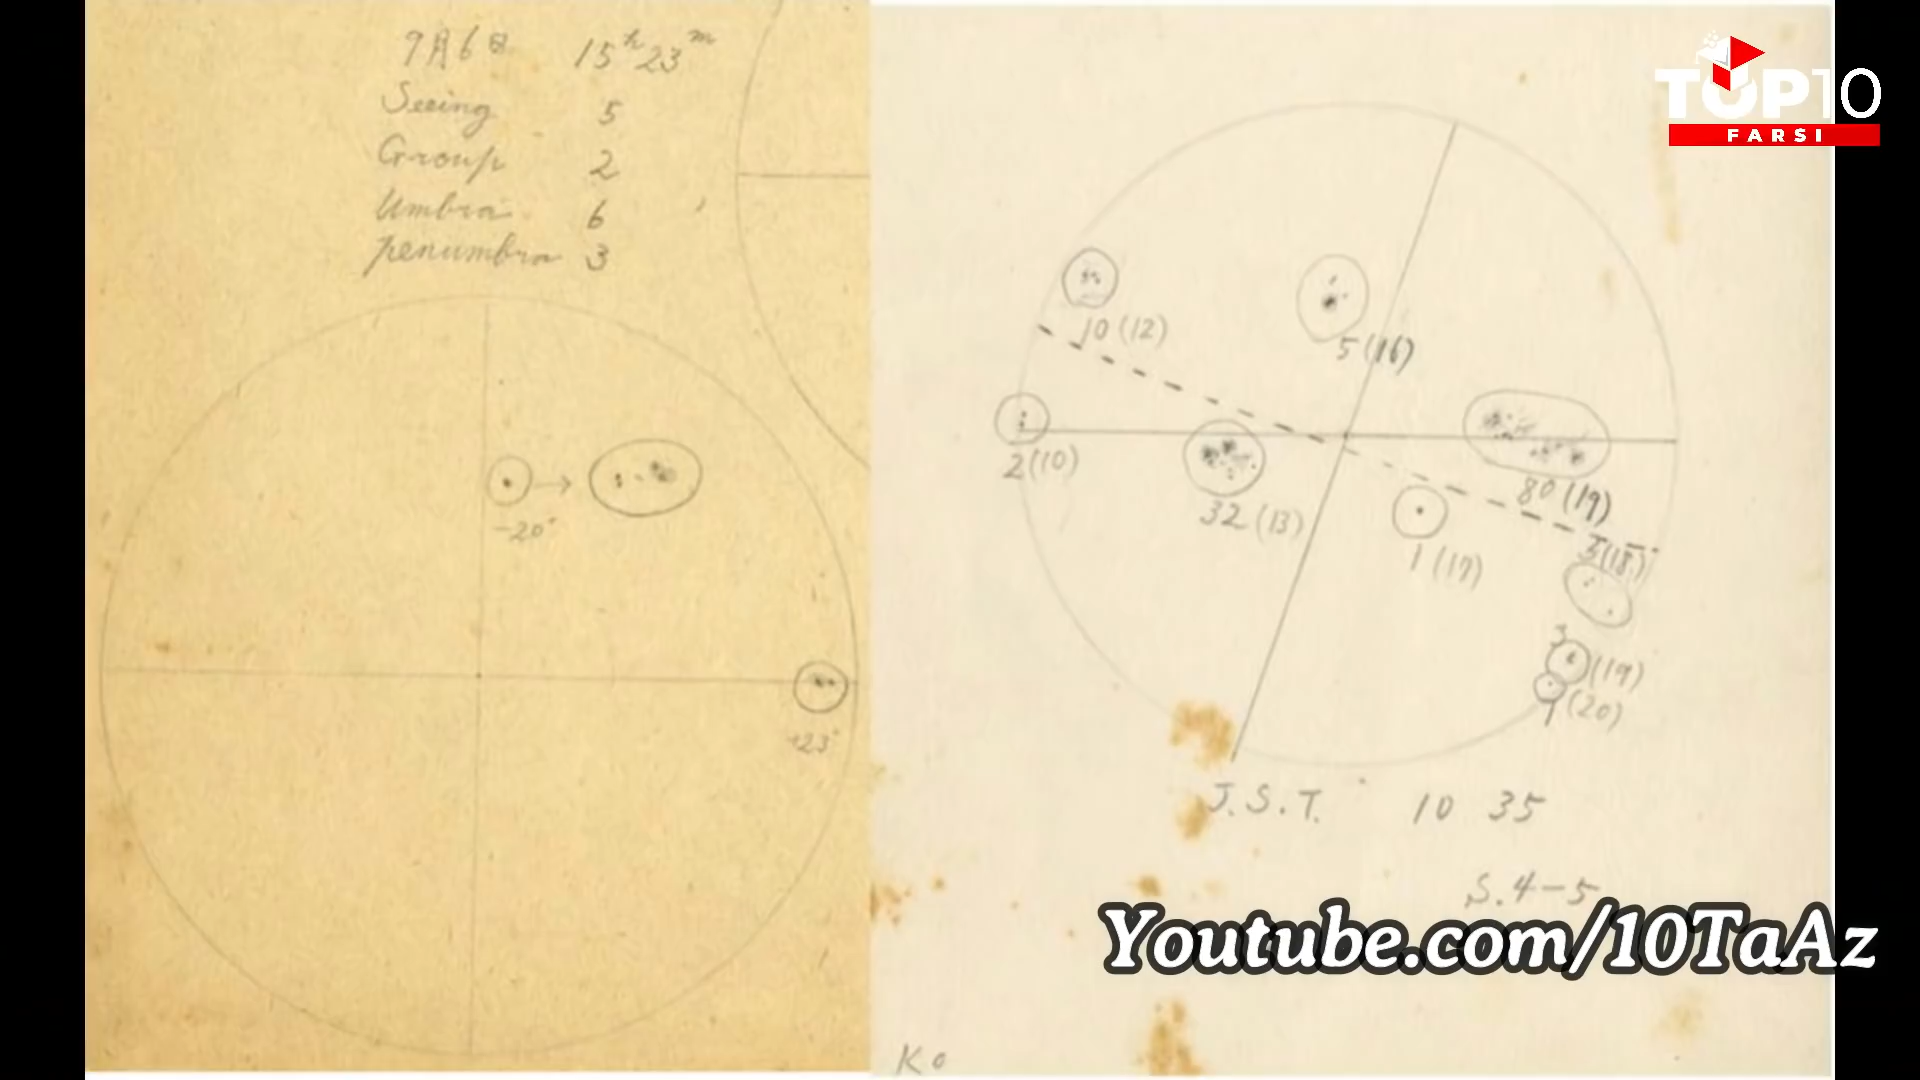 9月6日 15h 23m
Seeing 5
Group 2
Umbra 6
penumbra 3
-20°
23°
10 (12)
5 (16)
2 (10)
32 (13)
80 (19)
1 (17)
5 (18)
3
(19)
(20)
1
J.S.T. 10 35
S. 4-5
K o
TOP10
FARSI
Youtube.com/10TaAz